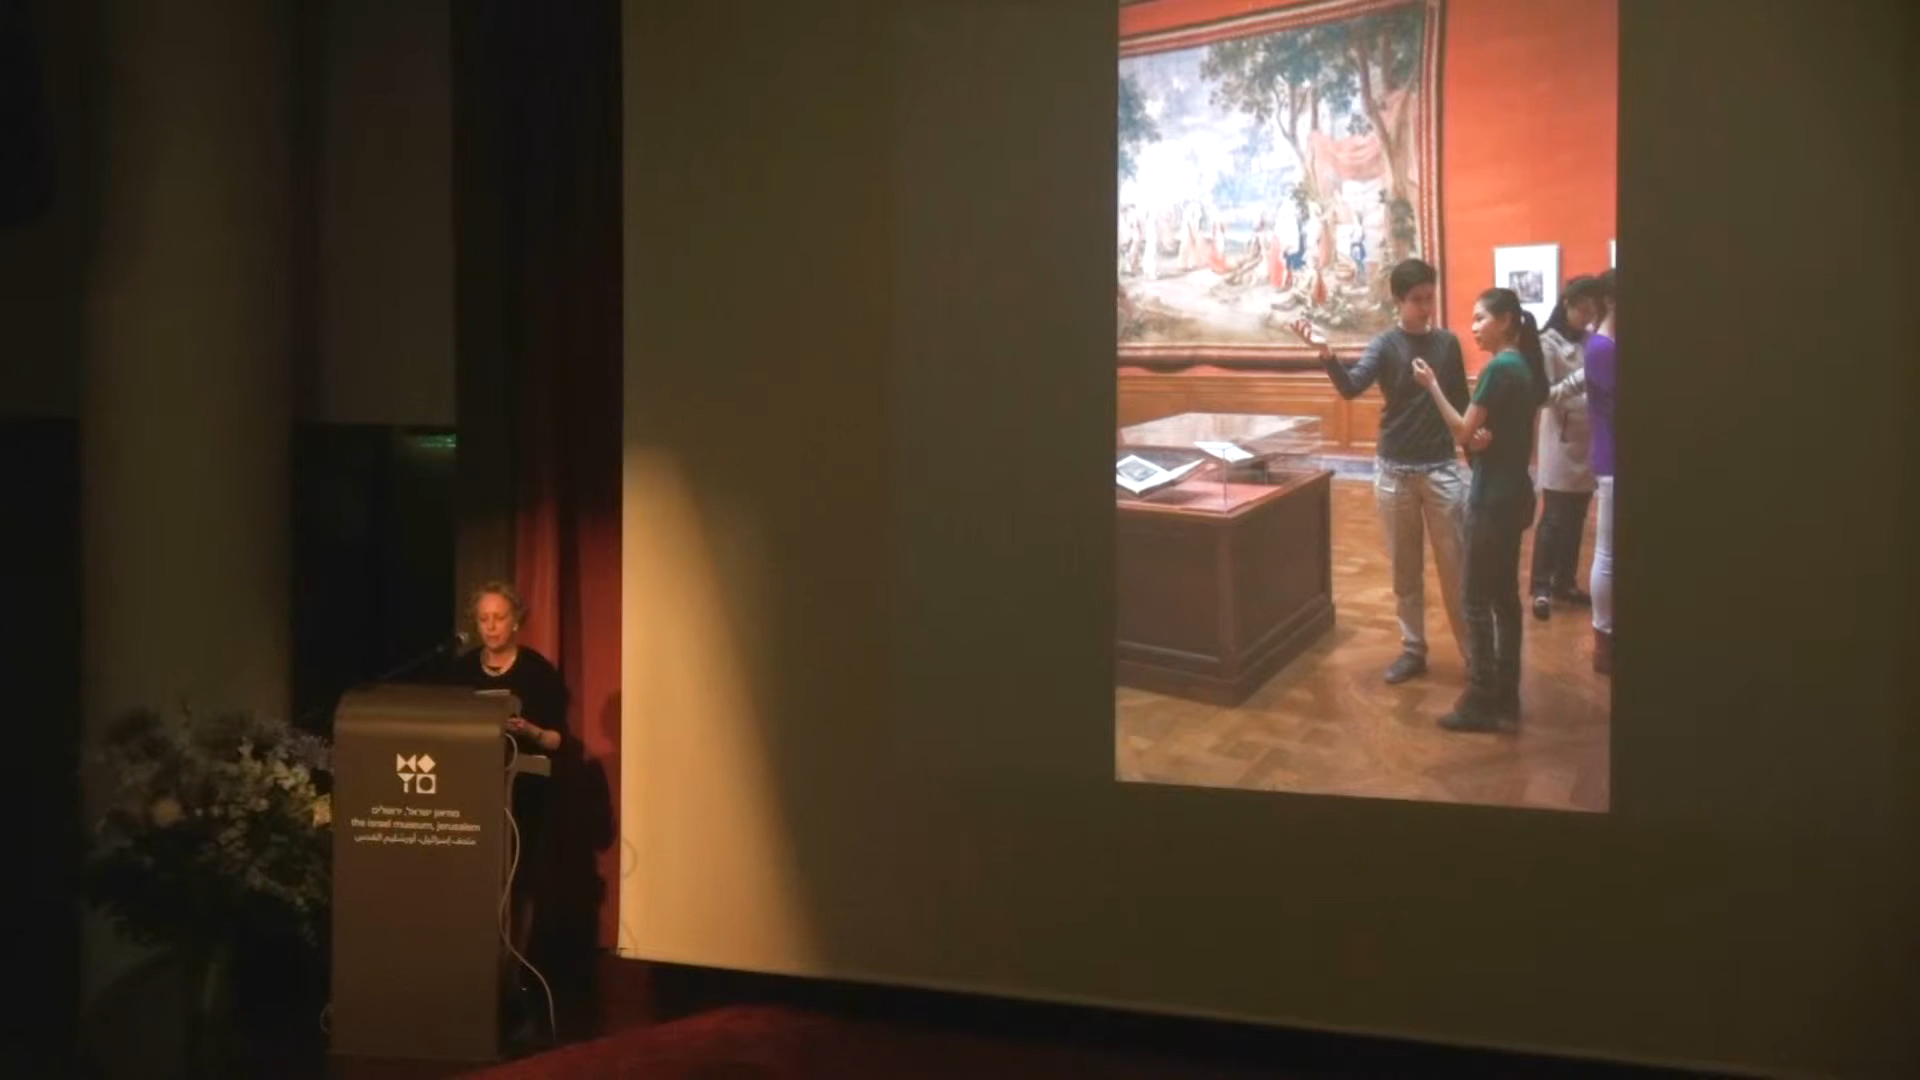 מוזיאון ישראל, ירושלים
the israel museum, jerusalem
متحف إسرائيل، أورشليم القدس